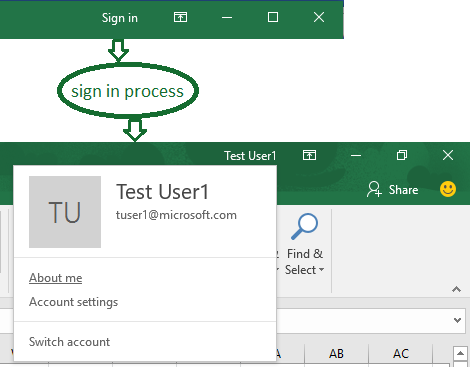 Sign in
sign in process
Test User1
Share
TU
Test User1
tuser1@microsoft.com
Find &
Select
About me
Account settings
Switch account
AB
AC